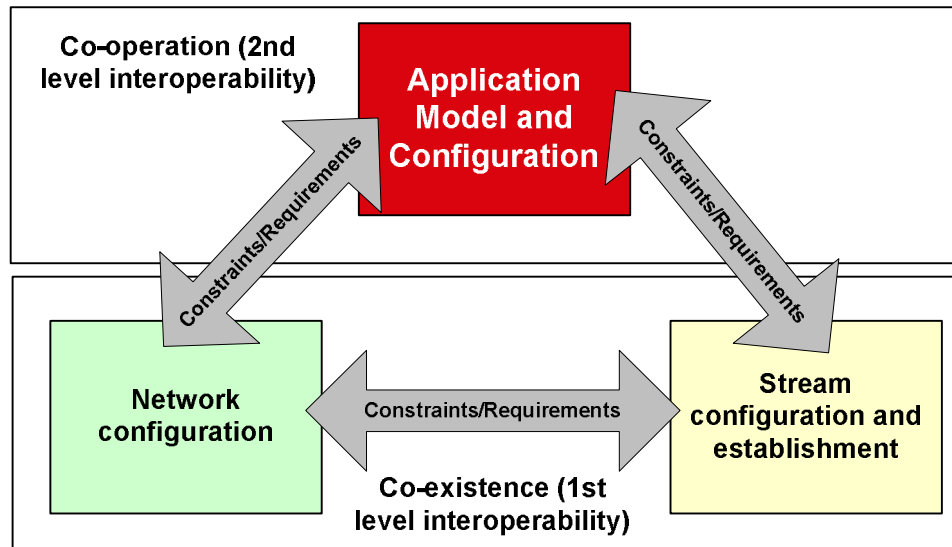 Co-operation (2nd
level interoperability)
Application
Model and
Configuration
Constraints/Requirements
Constraints/Requirements
Network
configuration
Constraints/Requirements
Stream
configuration and
establishment
Co-existence (1st
level interoperability)